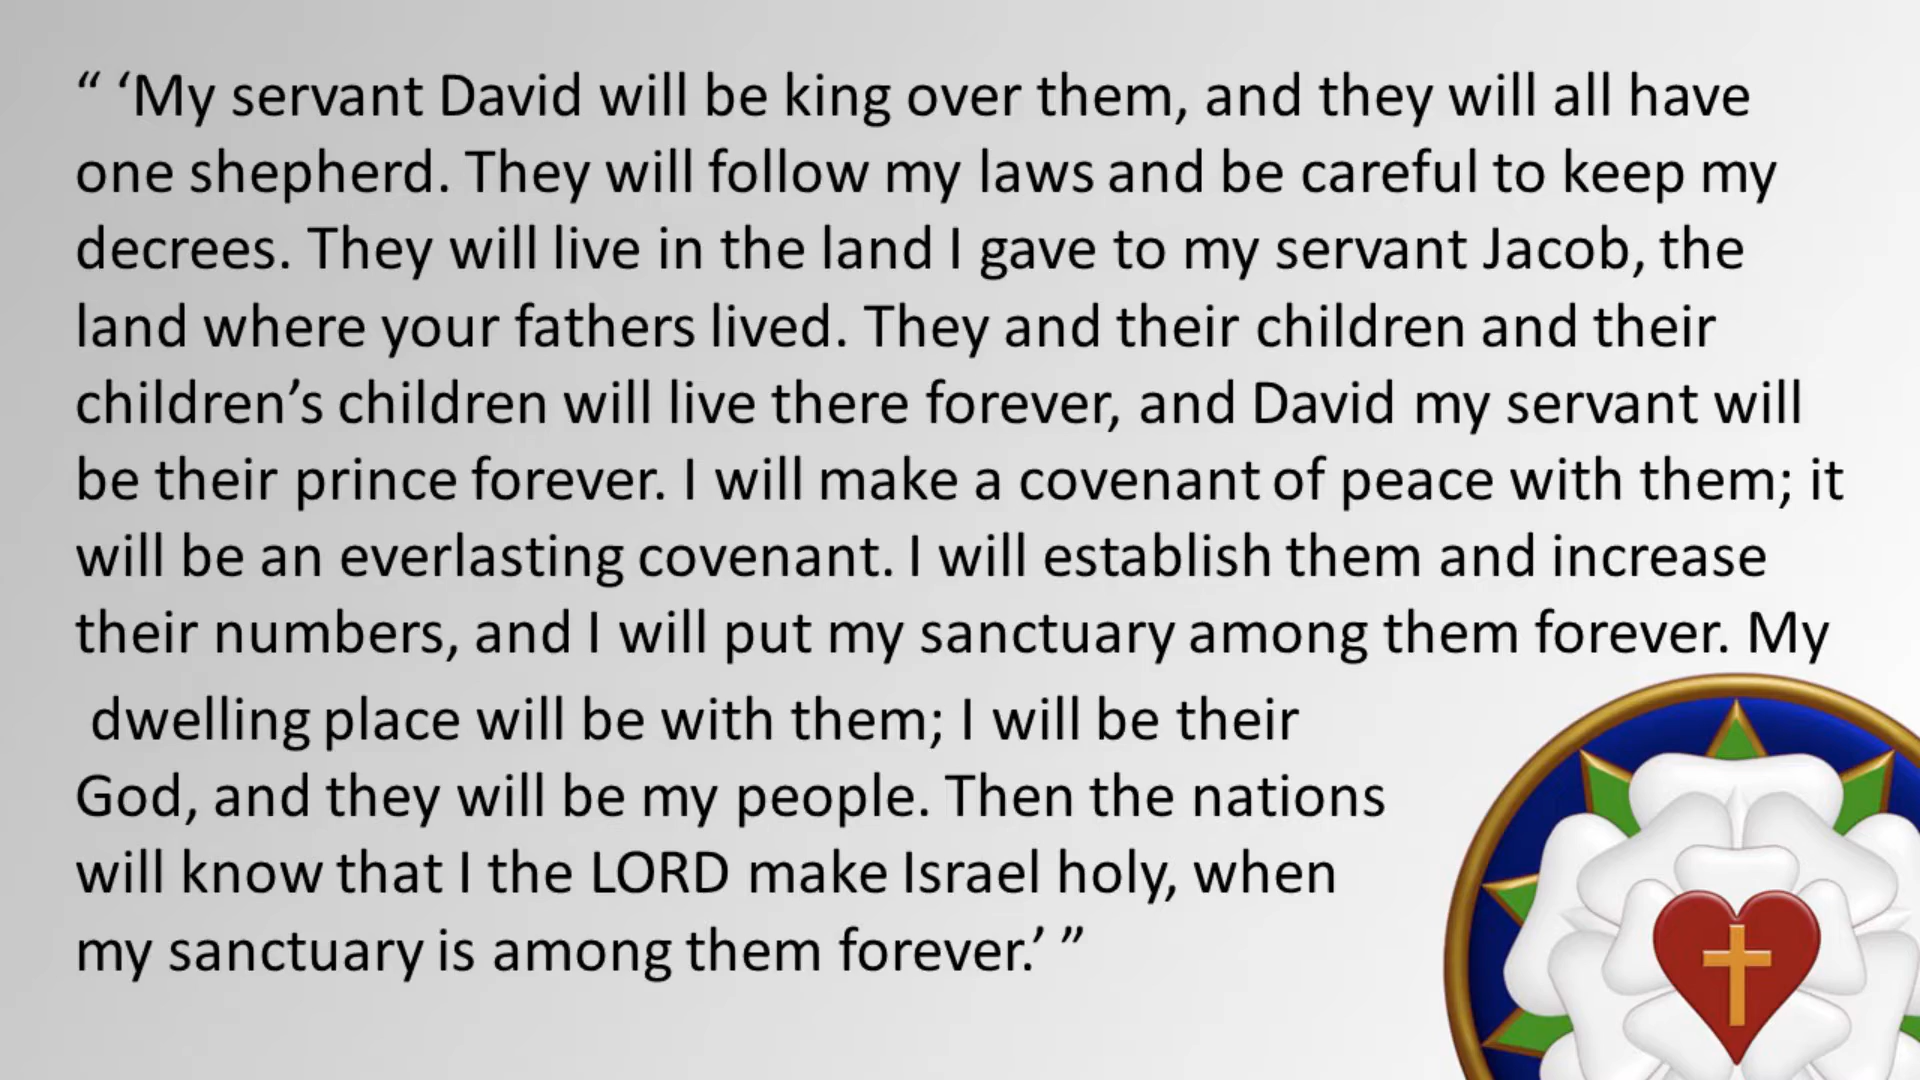 “ ‘My servant David will be king over them, and they will all have
one shepherd. They will follow my laws and be careful to keep my
decrees. They will live in the land I gave to my servant Jacob, the
land where your fathers lived. They and their children and their
children’s children will live there forever, and David my servant will
be their prince forever. I will make a covenant of peace with them; it
will be an everlasting covenant. I will establish them and increase
their numbers, and I will put my sanctuary among them forever. My
dwelling place will be with them; I will be their
God, and they will be my people. Then the nations
will know that I the LORD make Israel holy, when
my sanctuary is among them forever.’ ”